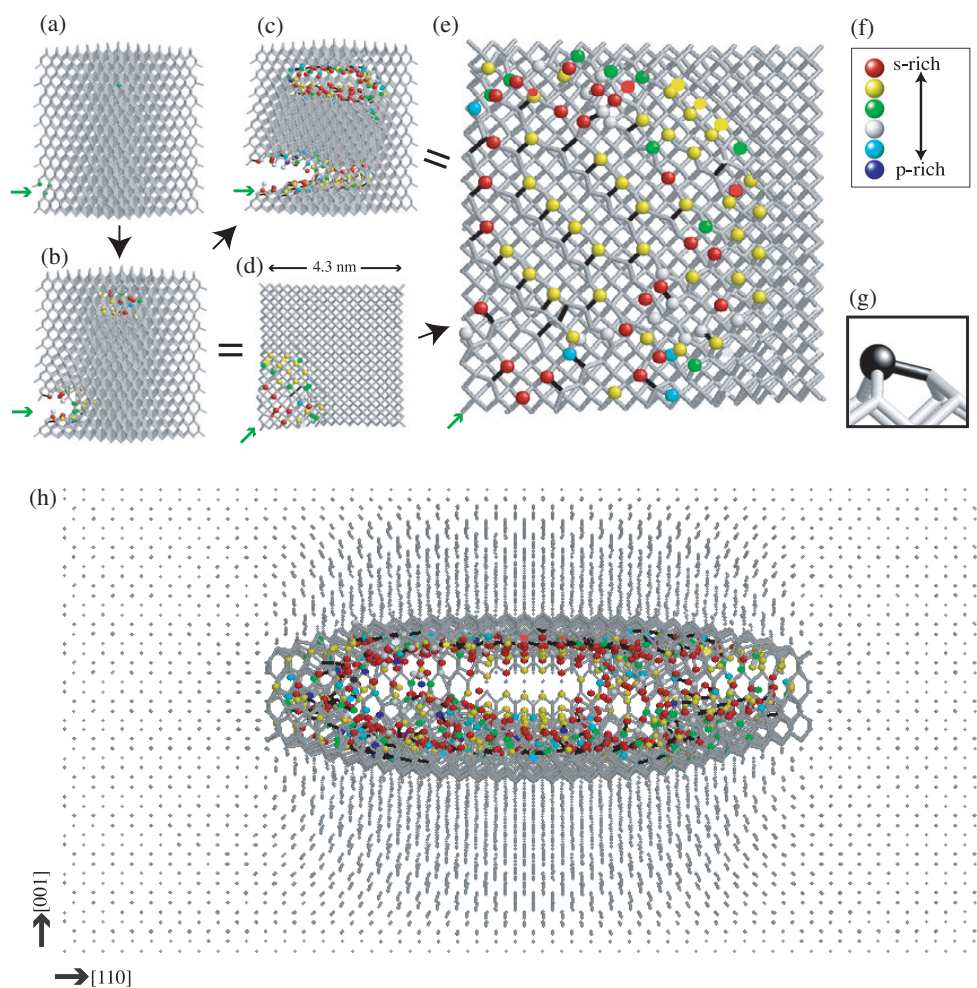 (a)
(c)
(e)
(f)
s-rich
p-rich
(b)
(d)
4.3 nm
(g)
(h)
[001]
[110]